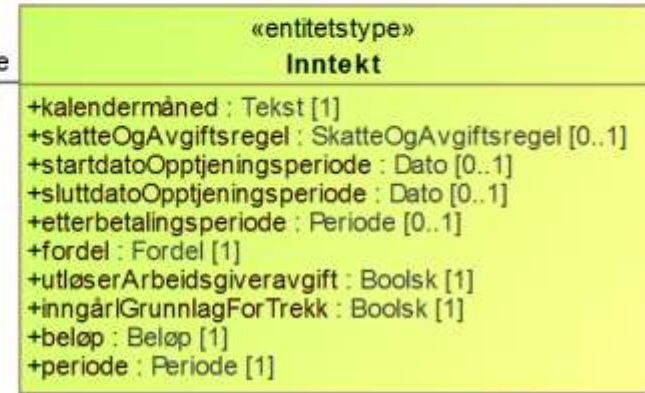 «entitetstype»
Inntekt
e
+kalendermåned : Tekst [1]
+skatteOgAvgiftsregel : SkatteOgAvgiftsregel [0..1]
+startdatoOpptjeningsperiode : Dato [0..1]
+sluttdatoOpptjeningsperiode : Dato [0..1]
+etterbetalingsperiode : Periode [0..1]
+fordel : Fordel [1]
+utløserArbeidsgiveravgift : Boolsk [1]
+inngårIGrunnlagForTrekk : Boolsk [1]
+beløp : Beløp [1]
+periode : Periode [1]